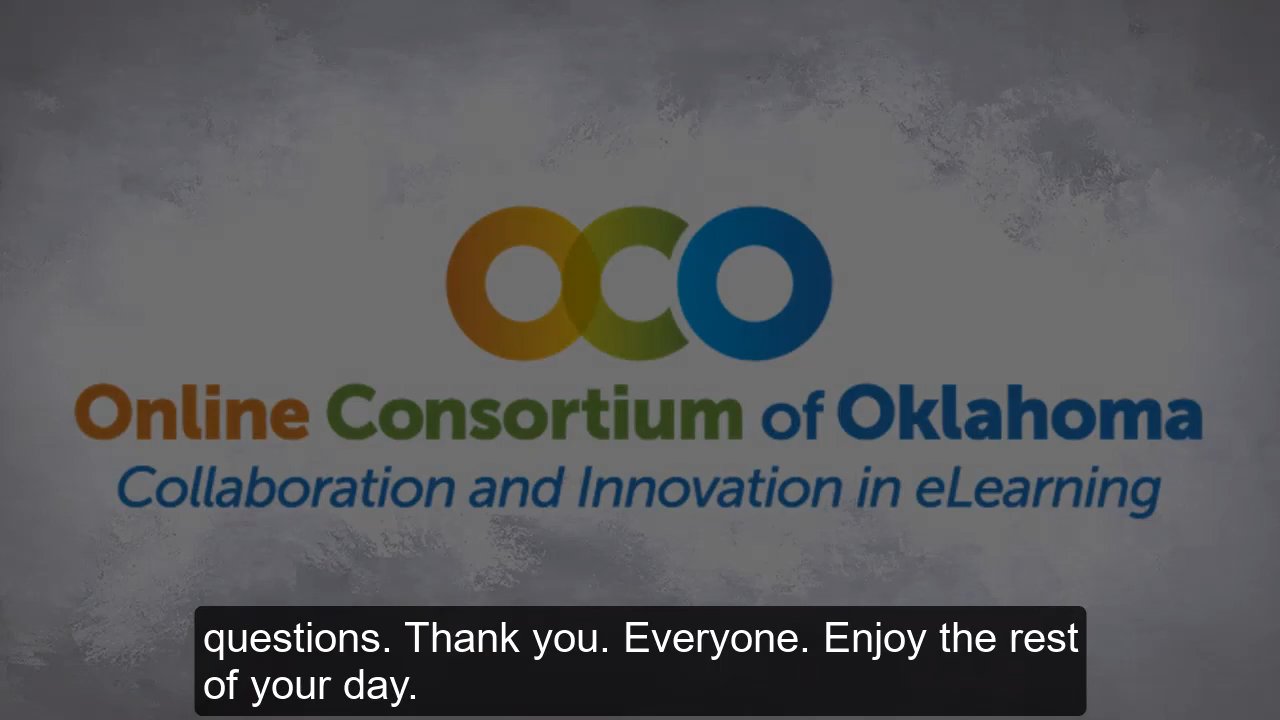 OCO
Online Consortium of Oklahoma
Collaboration and Innovation in eLearning
questions. Thank you. Everyone. Enjoy the rest
of your day.